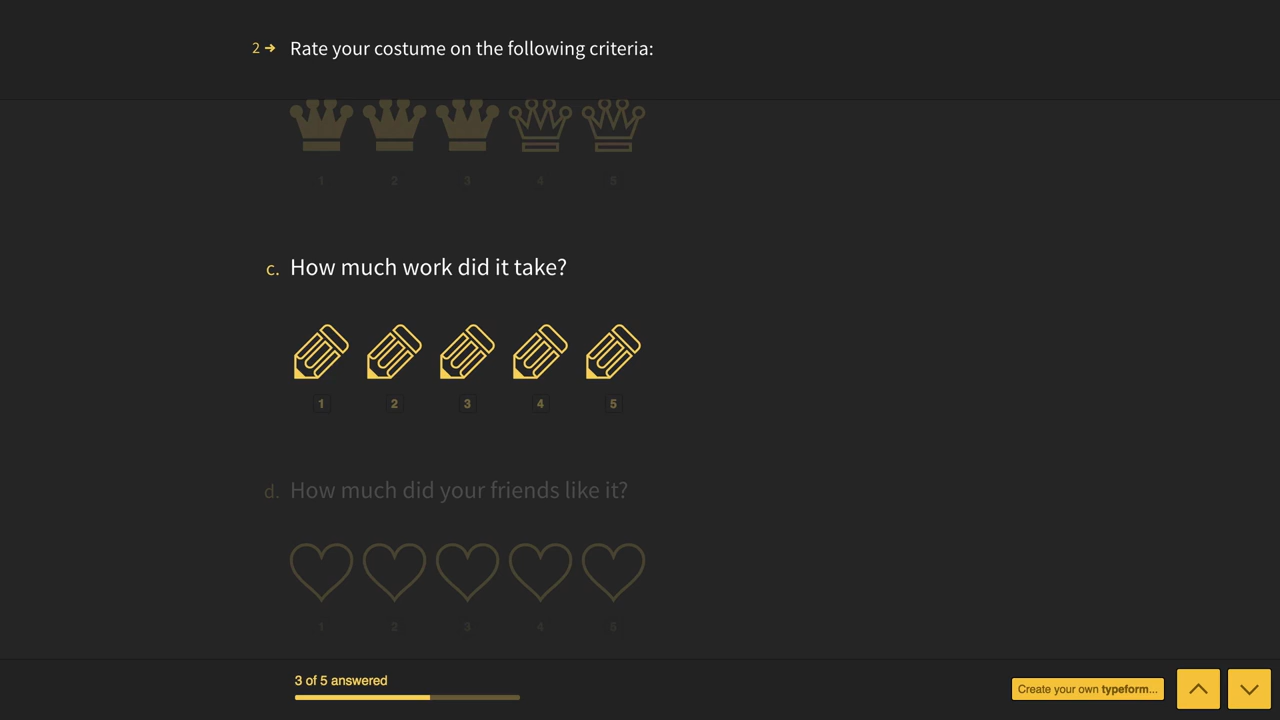 2 → Rate your costume on the following criteria:
1 2 3 4 5
c. How much work did it take?
1 2 3 4 5
d. How much did your friends like it?
1 2 3 4 5
3 of 5 answered
Create your own typeform...